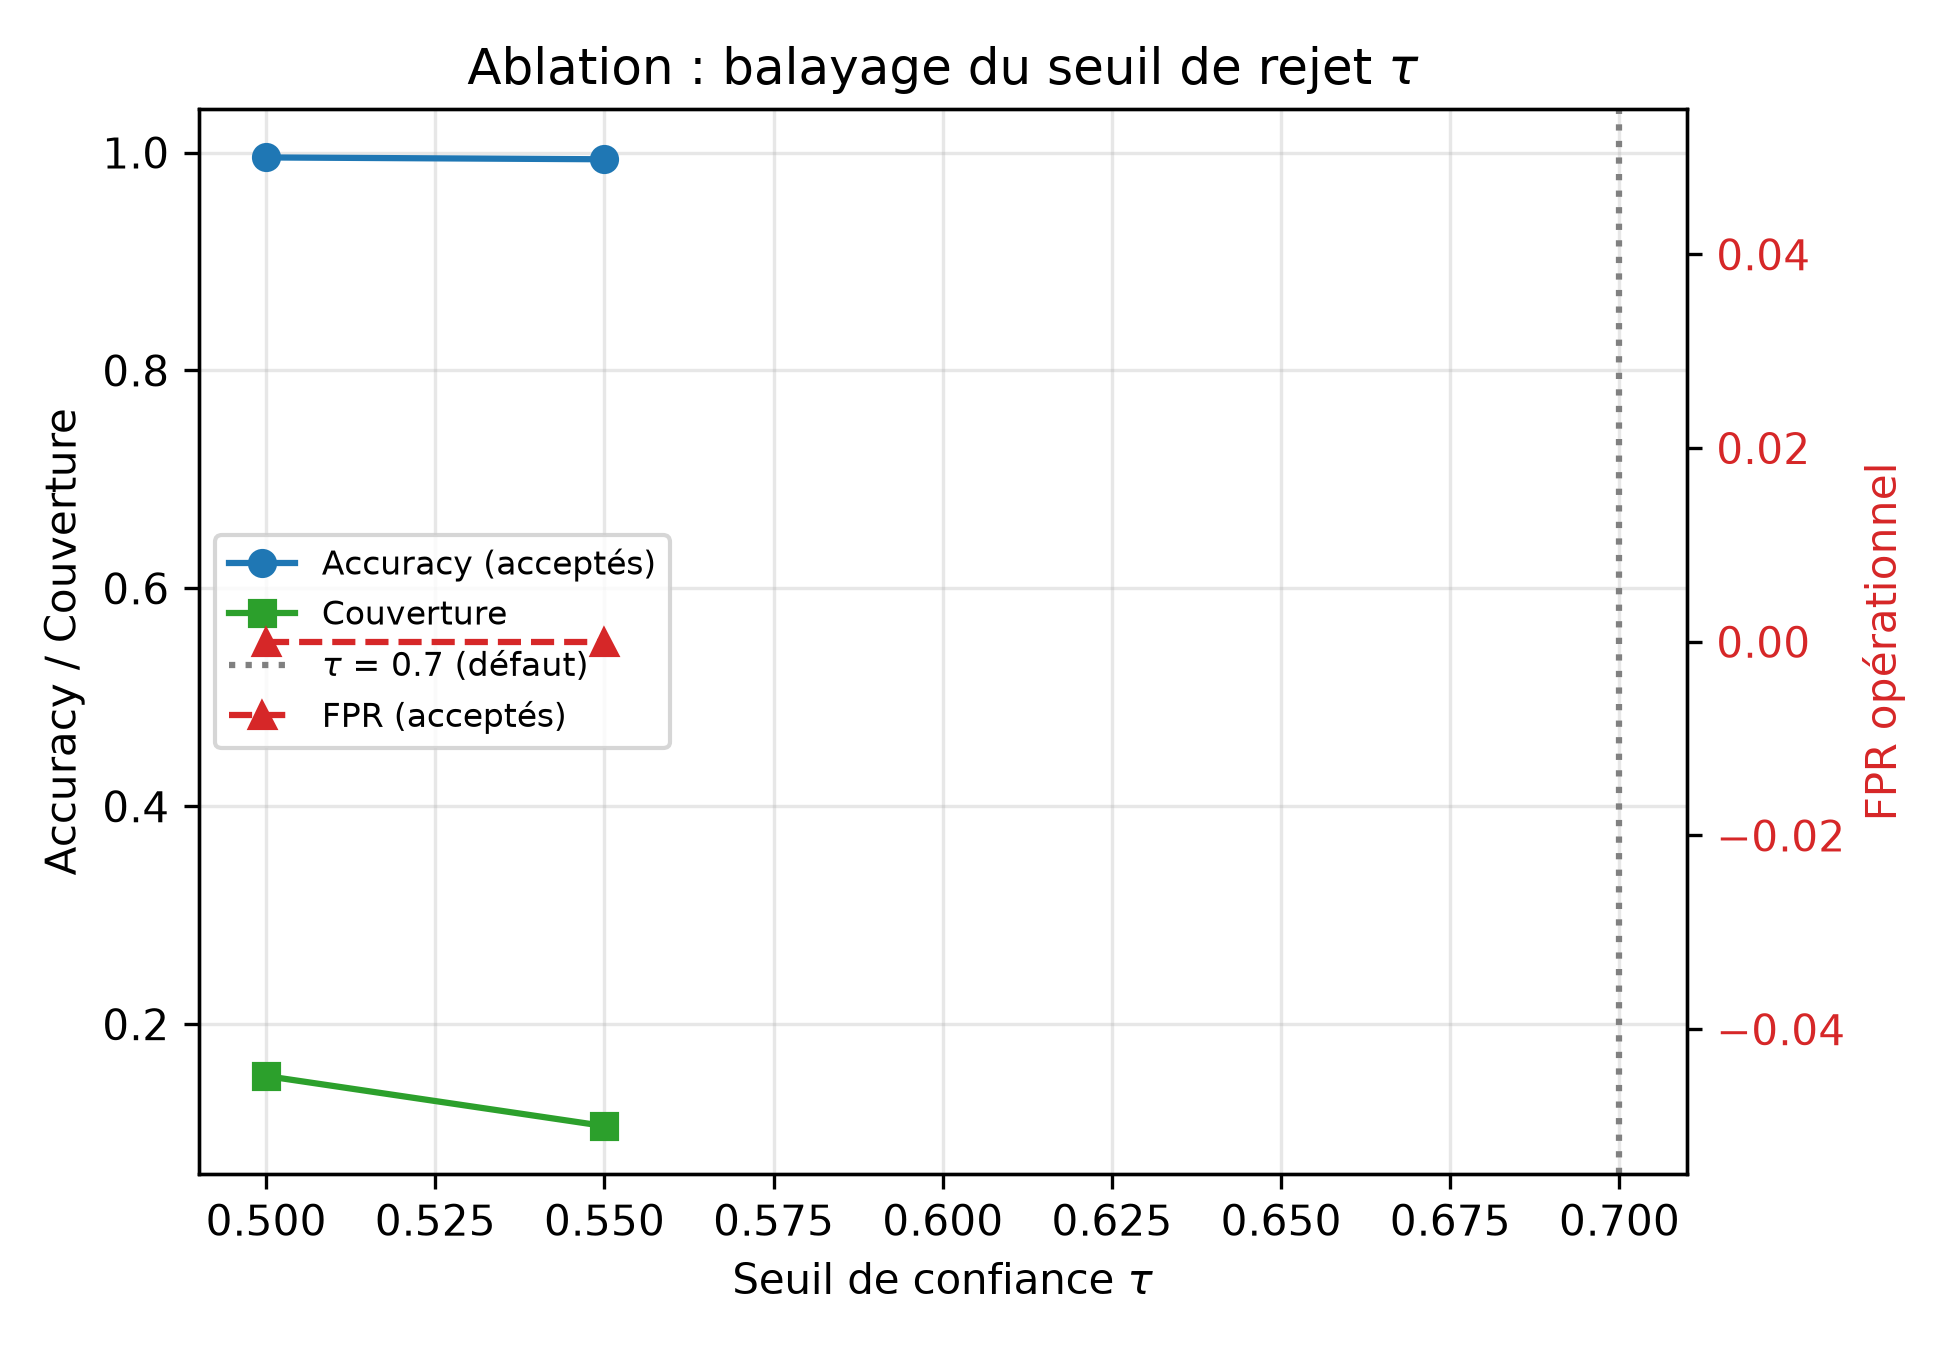 Ablation : balayage du seuil de rejet τ
Accuracy / Couverture
1.0
0.8
0.6
0.4
0.2
Accuracy (acceptés)
Couverture
τ = 0.7 (défaut)
FPR (acceptés)
0.04
0.02
0.00
−0.02
−0.04
FPR opérationnel
0.500 0.525 0.550 0.575 0.600 0.625 0.650 0.675 0.700
Seuil de confiance τ